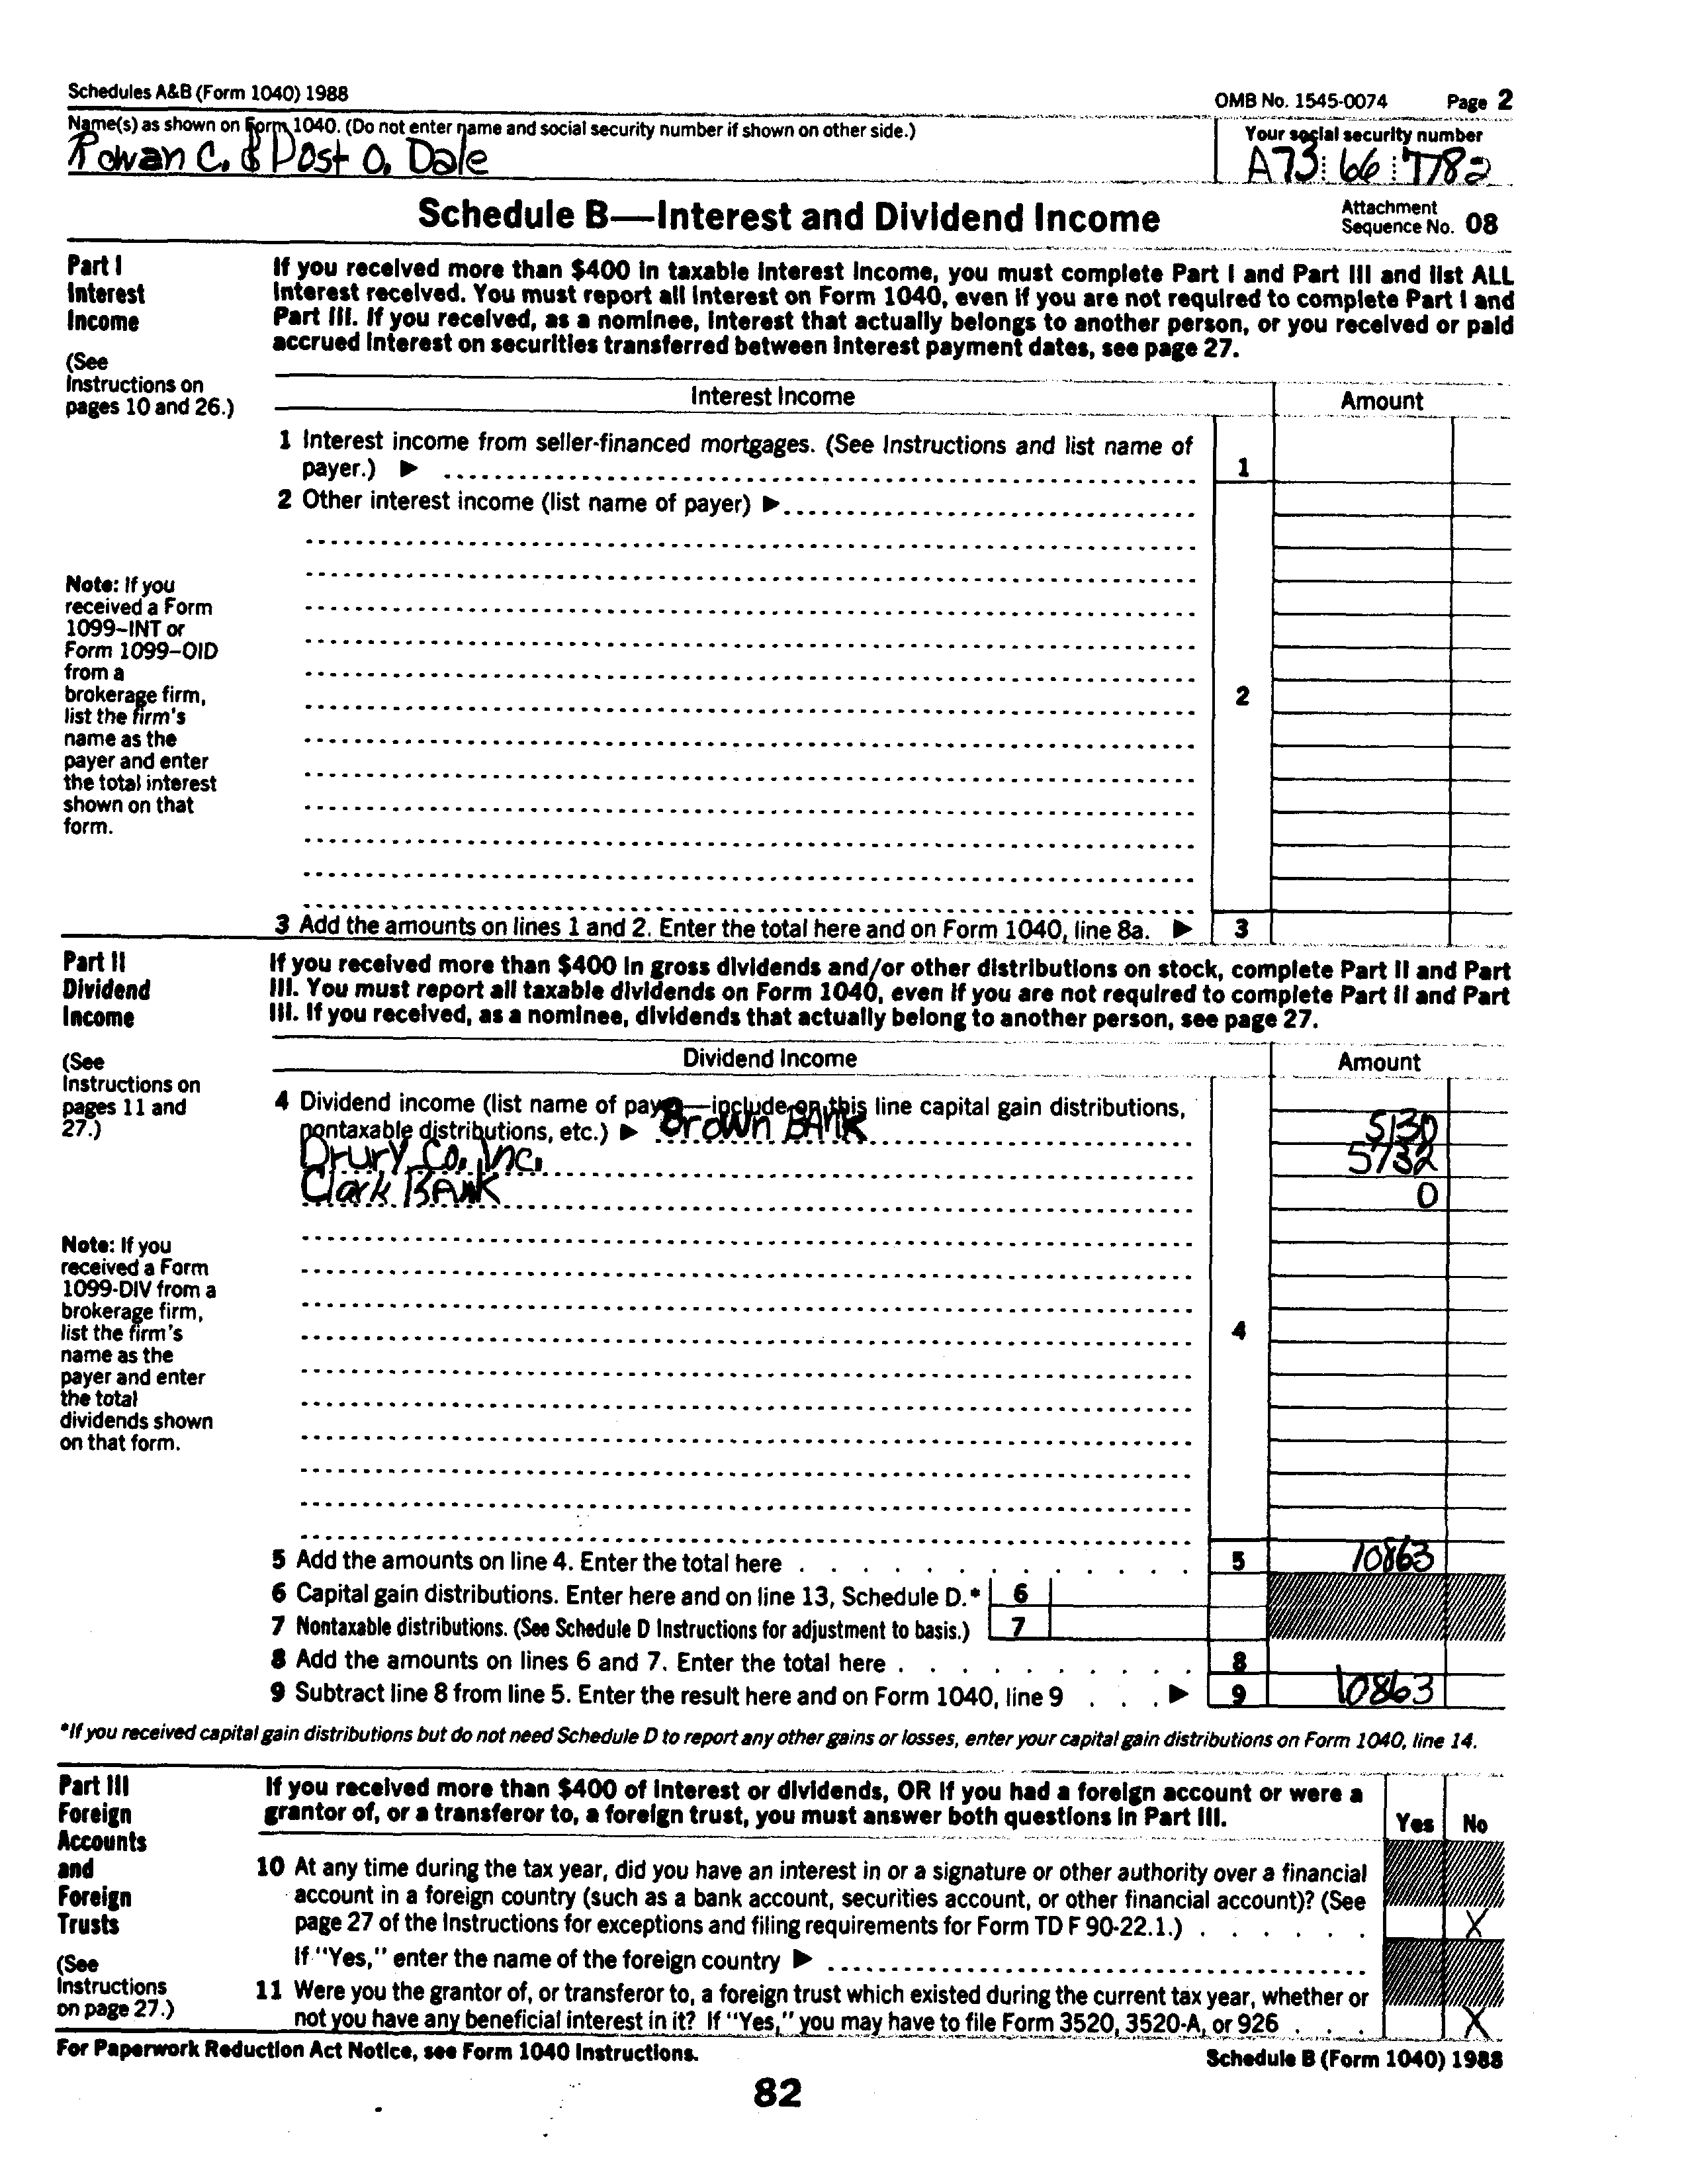 Schedules A&B (Form 1040) 1988
OMB No. 1545-0074 Page 2
Name(s) as shown on Form 1040. (Do not enter name and social security number if shown on other side.)
Your social security number
Rowan C. & Post O. Dale
A73 66 7782
Schedule B—Interest and Dividend Income
Attachment
Sequence No. 08
Part I
Interest
Income
(See
Instructions on
pages 10 and 26.)
If you received more than $400 in taxable interest income, you must complete Part I and Part III and list ALL
interest received. You must report all interest on Form 1040, even if you are not required to complete Part I and
Part III. If you received, as a nominee, interest that actually belongs to another person, or you received or paid
accrued interest on securities transferred between interest payment dates, see page 27.
Interest Income
Amount
1 Interest income from seller-financed mortgages. (See Instructions and list name of
payer.) ▶
1
2 Other interest income (list name of payer) ▶
Note: If you
received a Form
1099–INT or
Form 1099–OID
from a
brokerage firm,
list the firm's
name as the
payer and enter
the total interest
shown on that
form.
2
3 Add the amounts on lines 1 and 2. Enter the total here and on Form 1040, line 8a. ▶ 3
Part II
Dividend
Income
(See
Instructions on
pages 11 and
27.)
If you received more than $400 in gross dividends and/or other distributions on stock, complete Part II and Part
III. You must report all taxable dividends on Form 1040, even if you are not required to complete Part II and Part
III. If you received, as a nominee, dividends that actually belong to another person, see page 27.
Dividend Income
Amount
4 Dividend income (list name of payer—include on this line capital gain distributions,
nontaxable distributions, etc.) ▶ Brown BANK 5130
Drury Co., Inc. 5732
Clark BANK 0
Note: If you
received a Form
1099-DIV from a
brokerage firm,
list the firm's
name as the
payer and enter
the total
dividends shown
on that form.
4
5 Add the amounts on line 4. Enter the total here 5 10863
6 Capital gain distributions. Enter here and on line 13, Schedule D.* 6
7 Nontaxable distributions. (See Schedule D Instructions for adjustment to basis.) 7
8 Add the amounts on lines 6 and 7. Enter the total here 8
9 Subtract line 8 from line 5. Enter the result here and on Form 1040, line 9 ▶ 9 10863
*If you received capital gain distributions but do not need Schedule D to report any other gains or losses, enter your capital gain distributions on Form 1040, line 14.
Part III
Foreign
Accounts
and
Foreign
Trusts
(See
Instructions
on page 27.)
If you received more than $400 of interest or dividends, OR if you had a foreign account or were a
grantor of, or a transferor to, a foreign trust, you must answer both questions in Part III.
Yes No
10 At any time during the tax year, did you have an interest in or a signature or other authority over a financial
account in a foreign country (such as a bank account, securities account, or other financial account)? (See
page 27 of the Instructions for exceptions and filing requirements for Form TD F 90-22.1.) X
If "Yes," enter the name of the foreign country ▶
11 Were you the grantor of, or transferor to, a foreign trust which existed during the current tax year, whether or
not you have any beneficial interest in it? If "Yes," you may have to file Form 3520, 3520-A, or 926 X
For Paperwork Reduction Act Notice, see Form 1040 Instructions.
Schedule B (Form 1040) 1988
82